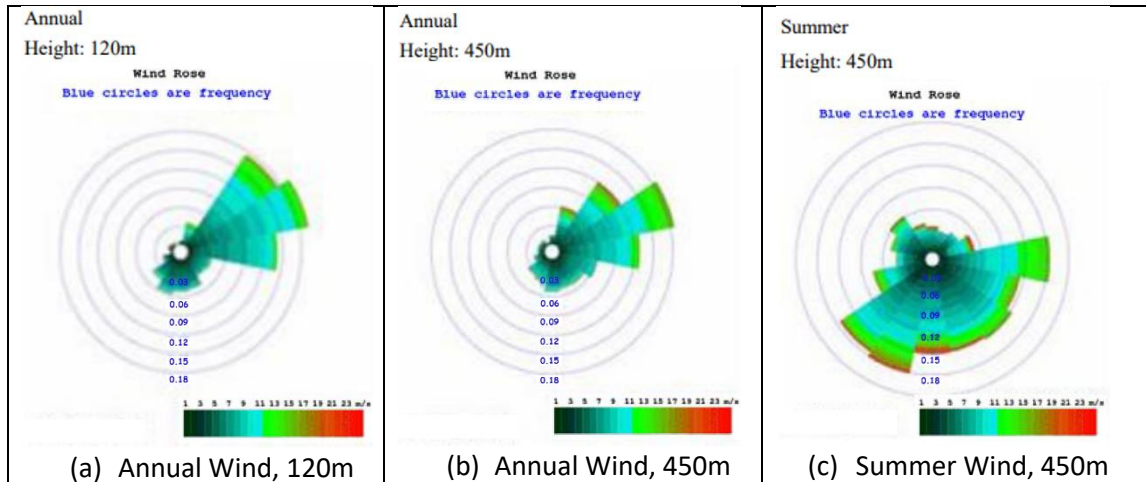 Annual
Height: 120m
Wind Rose
Blue circles are frequency
0.03
0.06
0.09
0.12
0.15
0.18
1 3 5 7 9 11 13 15 17 19 21 23 m/s
(a) Annual Wind, 120m
Annual
Height: 450m
Wind Rose
Blue circles are frequency
0.03
0.06
0.09
0.12
0.15
0.18
1 3 5 7 9 11 13 15 17 19 21 23 m/s
(b) Annual Wind, 450m
Summer
Height: 450m
Wind Rose
Blue circles are frequency
0.06
0.09
0.12
0.15
0.18
1 3 5 7 9 11 13 15 17 19 21 23 m/s
(c) Summer Wind, 450m